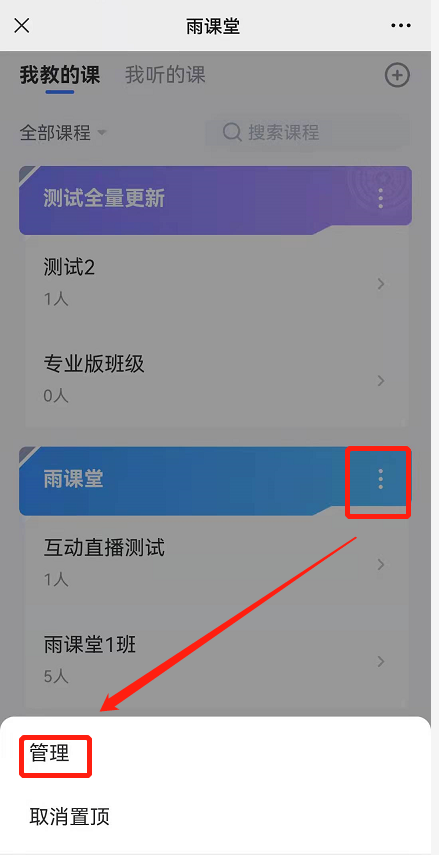 雨课堂
我教的课 我听的课
全部课程 搜索课程
测试全量更新
测试2
1人
专业版班级
0人
雨课堂
互动直播测试
1人
雨课堂1班
5人
管理
取消置顶